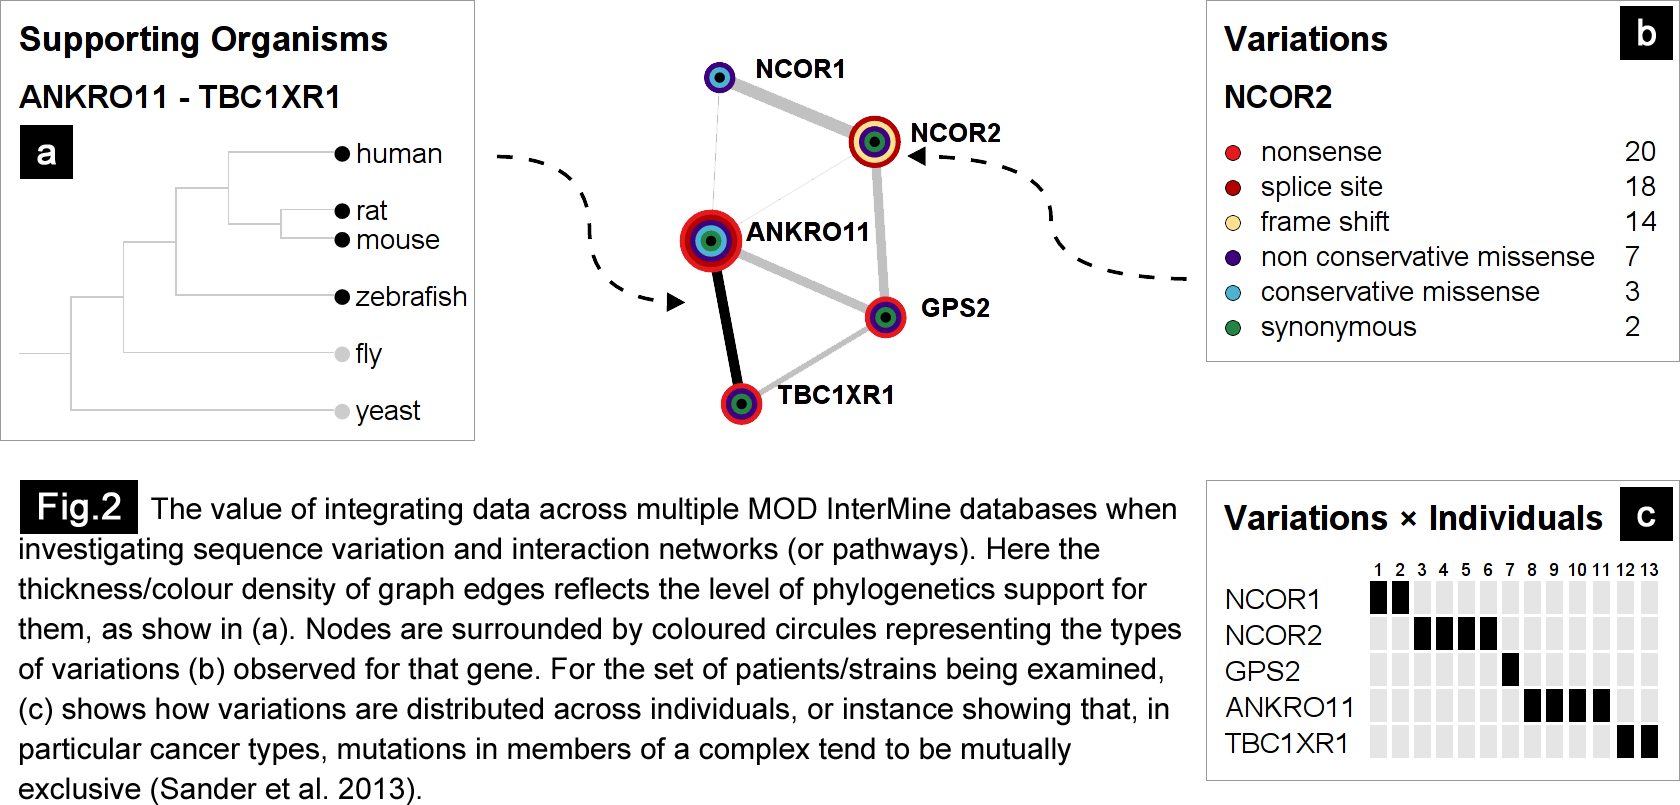 Supporting Organisms
ANKRO11 - TBC1XR1
a
human
rat
mouse
zebrafish
fly
yeast
NCOR1
NCOR2
ANKRO11
GPS2
TBC1XR1
Variations
b
NCOR2
nonsense 20
splice site 18
frame shift 14
non conservative missense 7
conservative missense 3
synonymous 2
Fig.2 The value of integrating data across multiple MOD InterMine databases when
investigating sequence variation and interaction networks (or pathways). Here the
thickness/colour density of graph edges reflects the level of phylogenetics support for
them, as show in (a). Nodes are surrounded by coloured circules representing the types
of variations (b) observed for that gene. For the set of patients/strains being examined,
(c) shows how variations are distributed across individuals, or instance showing that, in
particular cancer types, mutations in members of a complex tend to be mutually
exclusive (Sander et al. 2013).
Variations × Individuals
c
1 2 3 4 5 6 7 8 9 10 11 12 13
NCOR1
NCOR2
GPS2
ANKRO11
TBC1XR1